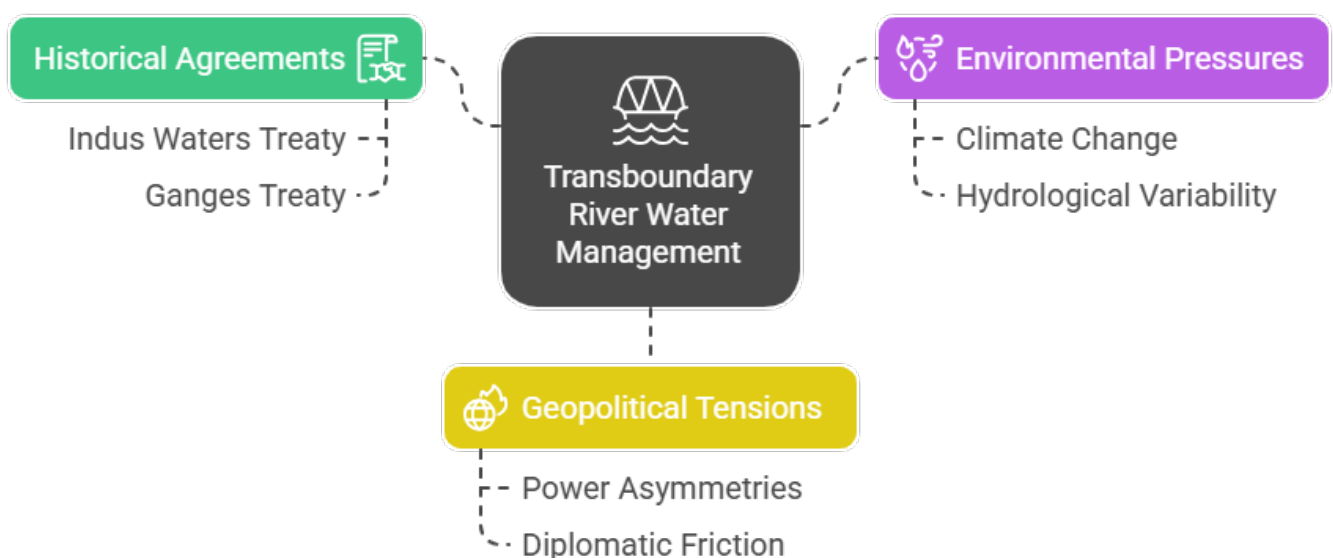 Historical Agreements
Indus Waters Treaty
Ganges Treaty
Transboundary
River Water
Management
Environmental Pressures
Climate Change
Hydrological Variability
Geopolitical Tensions
Power Asymmetries
Diplomatic Friction